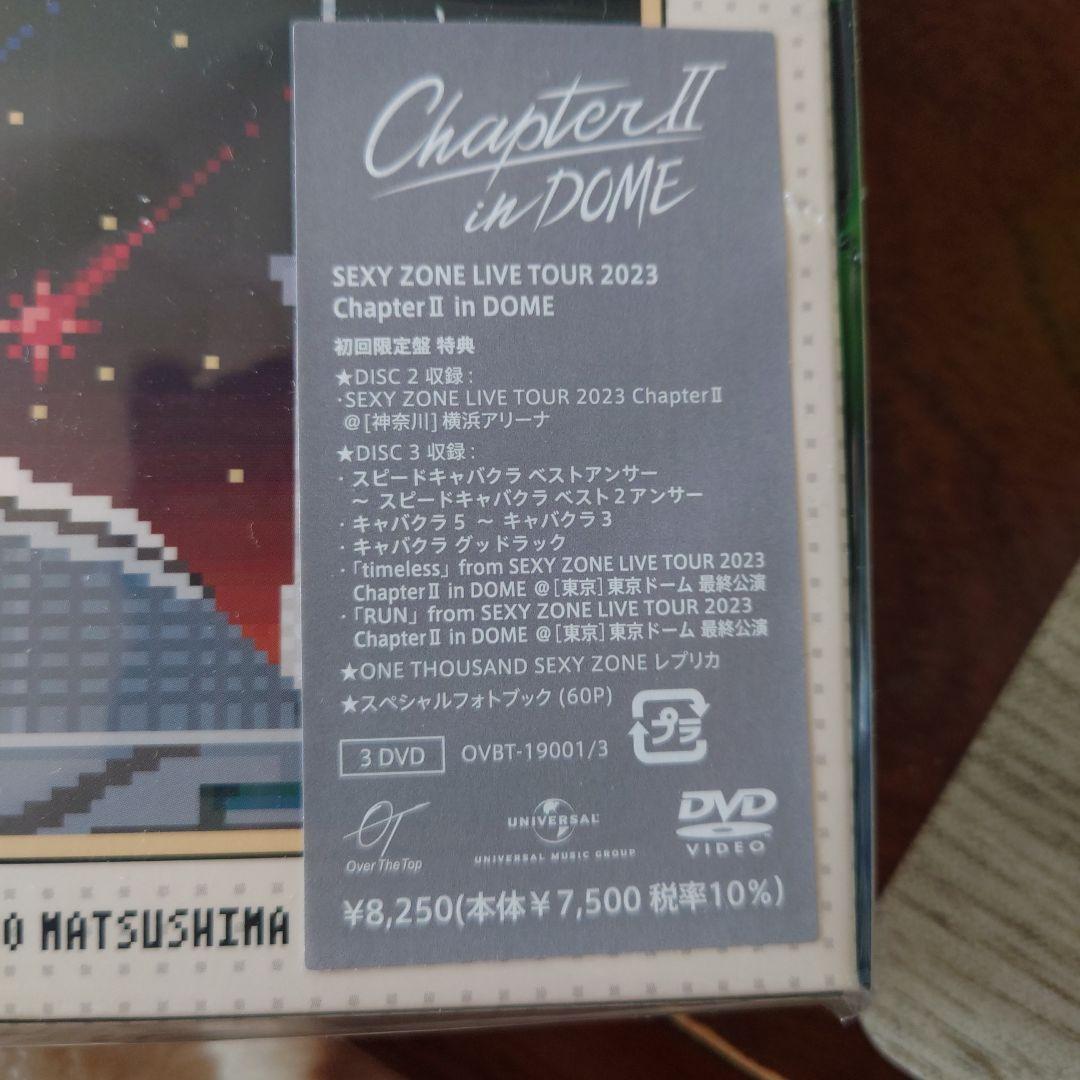 Chapter II
in DOME
SEXY ZONE LIVE TOUR 2023
ChapterⅡ in DOME
初回限定盤 特典
★DISC 2 収録:
・SEXY ZONE LIVE TOUR 2023 ChapterⅡ
@[神奈川]横浜アリーナ
★DISC 3 収録:
・スピードキャバクラ ベストアンサー
～ スピードキャバクラ ベスト2アンサー
・キャバクラ5 ～ キャバクラ3
・キャバクラ グッドラック
・「timeless」from SEXY ZONE LIVE TOUR 2023
ChapterⅡ in DOME @[東京]東京ドーム 最終公演
・「RUN」from SEXY ZONE LIVE TOUR 2023
ChapterⅡ in DOME @[東京]東京ドーム 最終公演
★ONE THOUSAND SEXY ZONE レプリカ
★スペシャルフォトブック (60P)
プラ
3 DVD OVBT-19001/3
OT
Over The Top
UNIVERSAL
UNIVERSAL MUSIC GROUP
DVD
VIDEO
¥8,250(本体¥7,500 税率10%)
O MATSUSHIMA